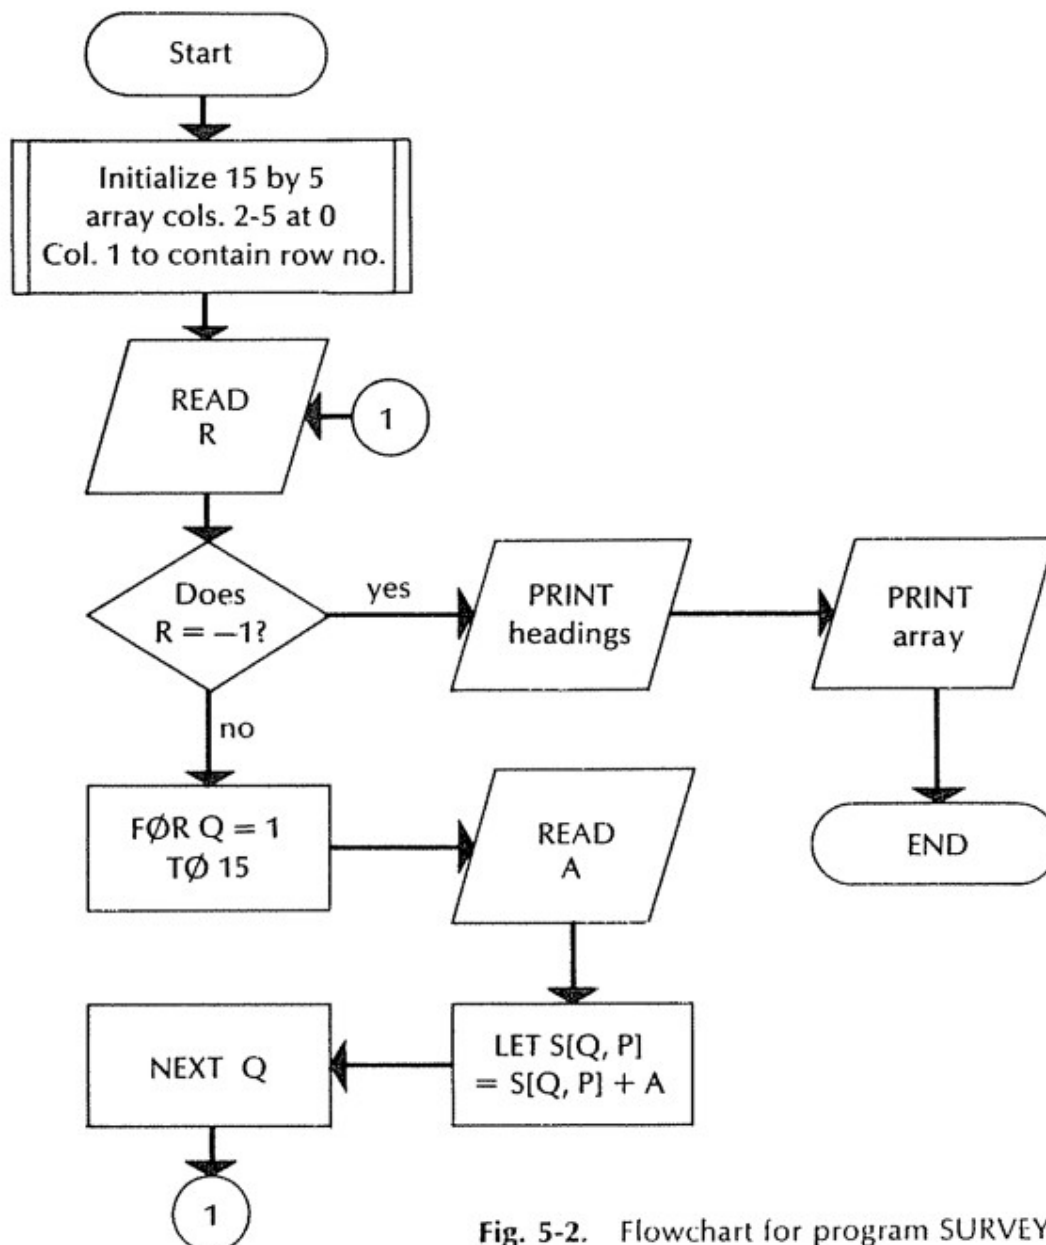 Start
Initialize 15 by 5
array cols. 2-5 at 0
Col. 1 to contain row no.
READ
R
1
Does
R = −1?
yes
PRINT
headings
PRINT
array
no
FØR Q = 1
TØ 15
READ
A
END
NEXT Q
LET S[Q, P]
= S[Q, P] + A
1
Fig. 5-2. Flowchart for program SURVEY